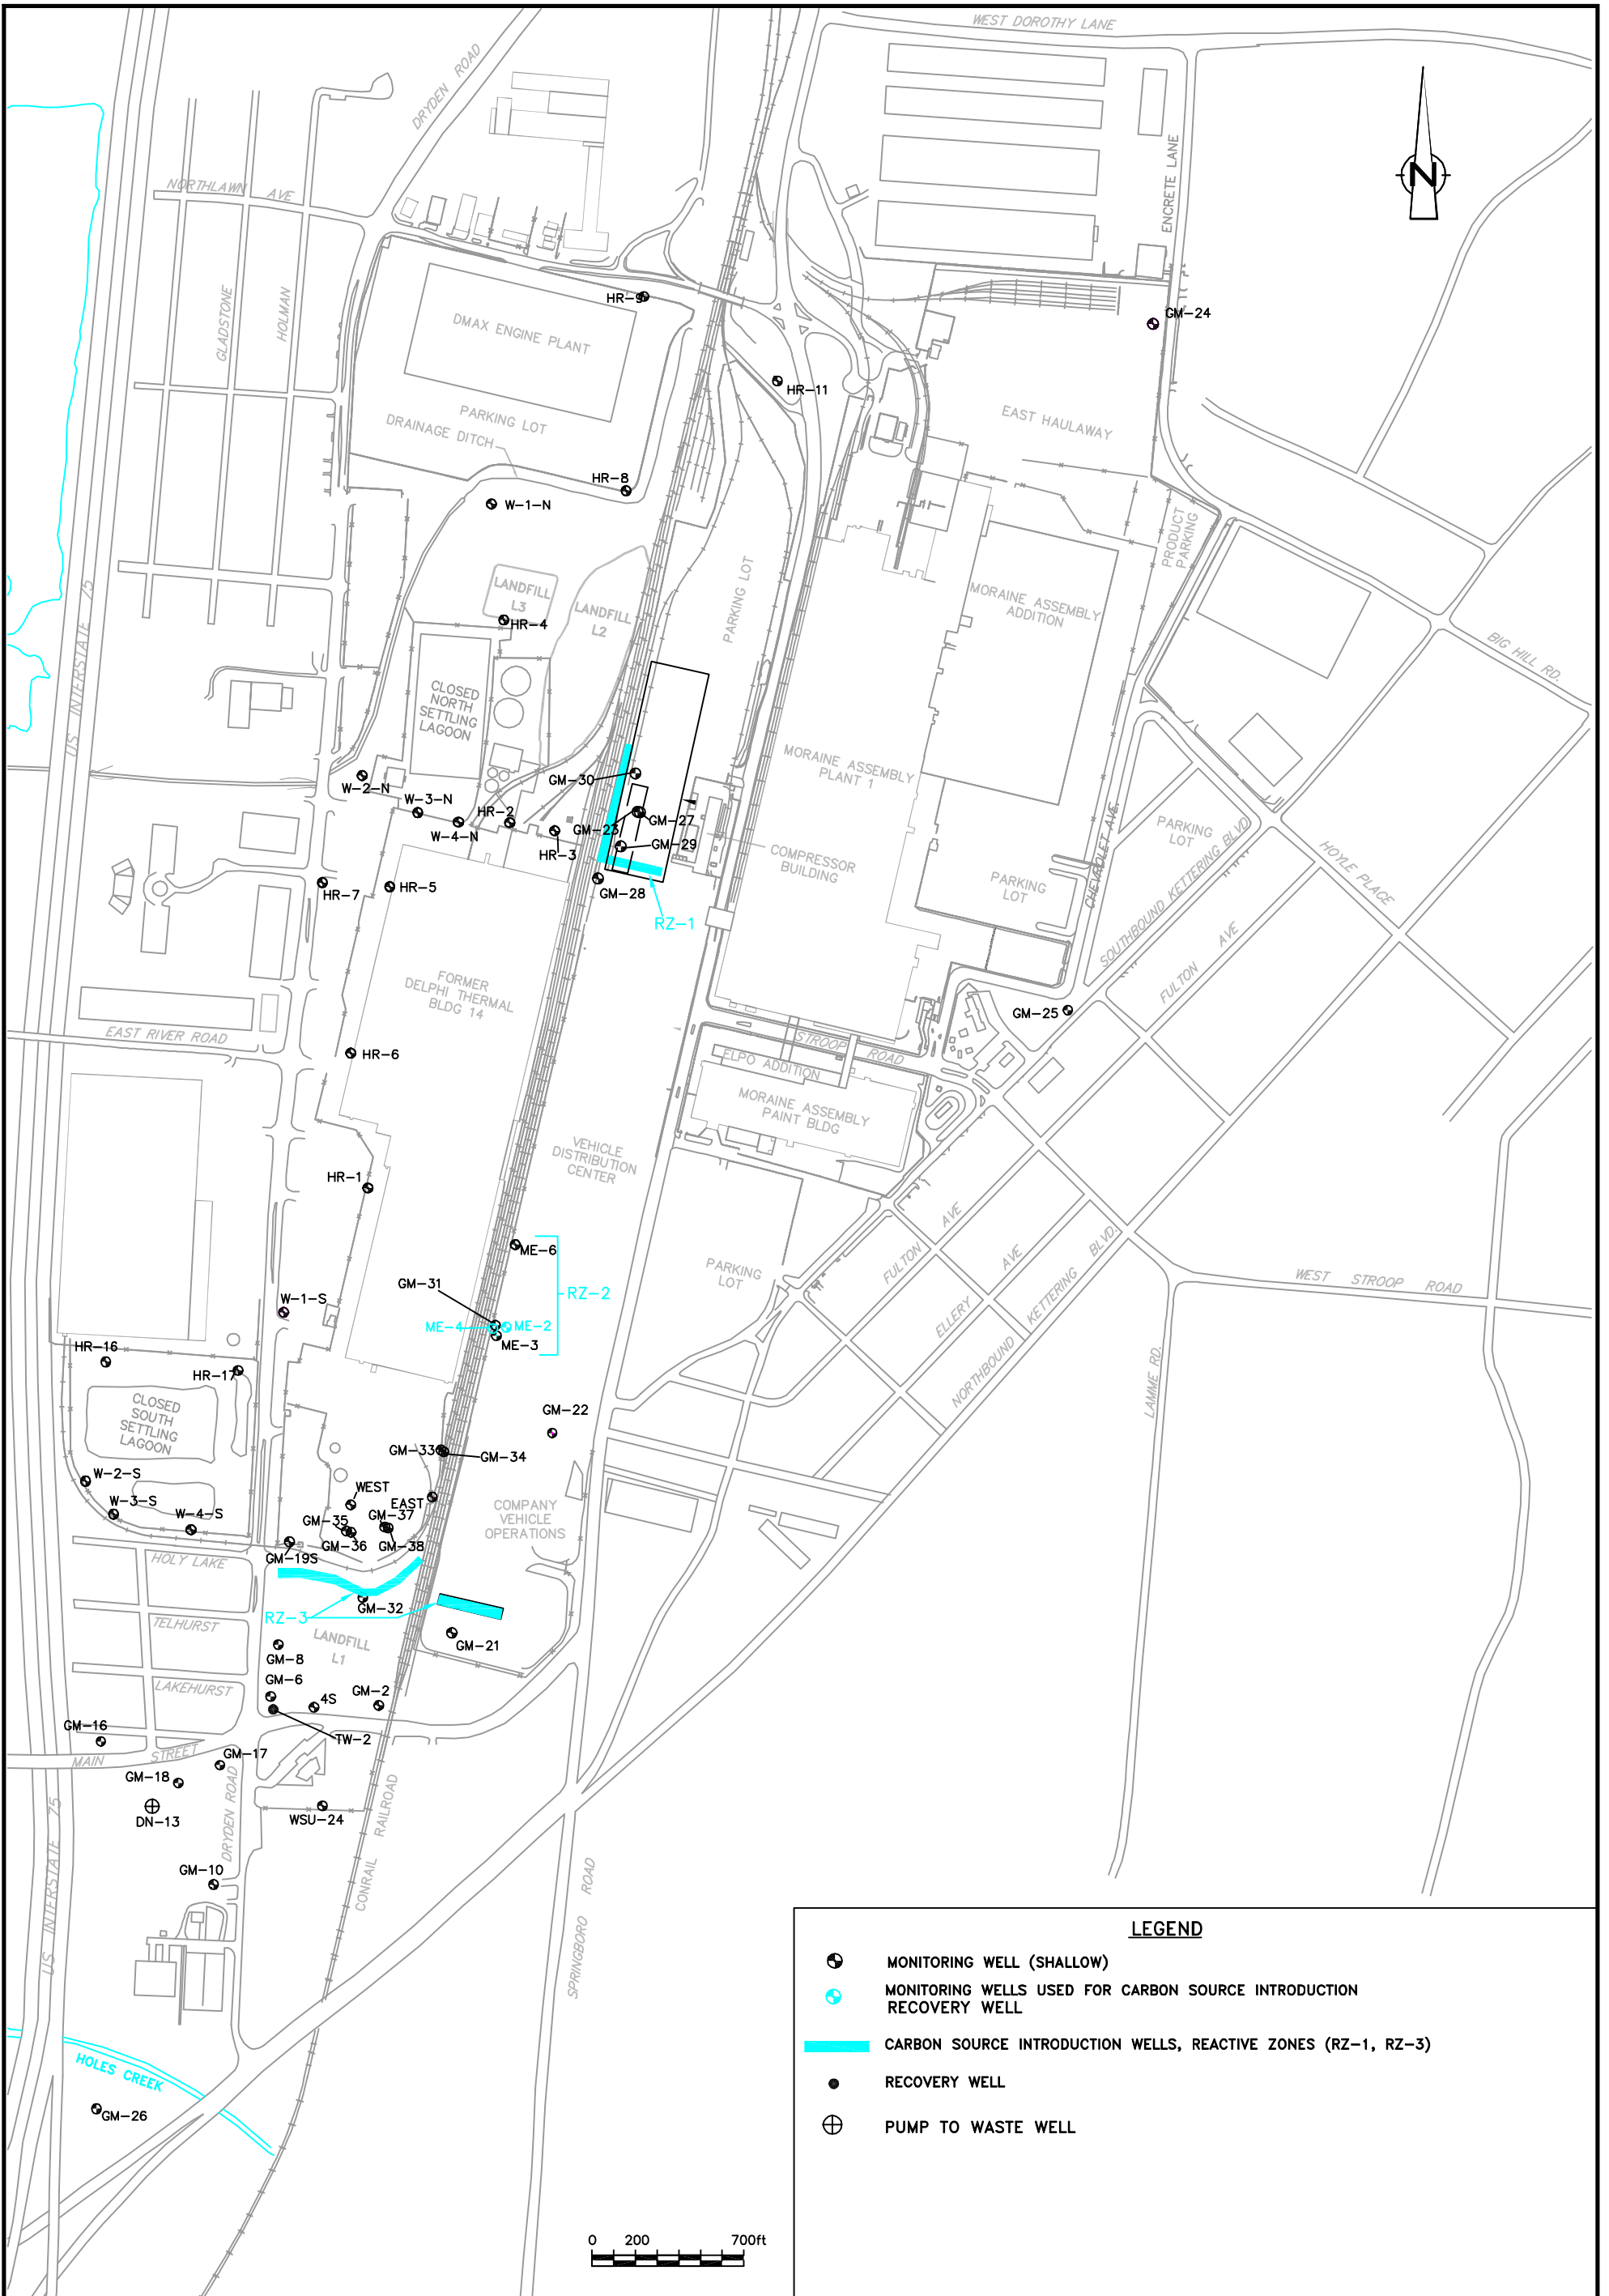 WEST DOROTHY LANE
DRYDEN ROAD
ENCRETE LANE
N
NORTHLAWN AVE
GLADSTONE
HOLMAN
HR-9
DMAX ENGINE PLANT
GM-24
HR-11
PARKING LOT
DRAINAGE DITCH
EAST HAULAWAY
HR-8
W-1-N
PRODUCT
PARKING
US INTERSTATE 75
LANDFILL
L3
HR-4
LANDFILL
L2
PARKING LOT
MORAINE ASSEMBLY
ADDITION
BIG HILL RD.
CLOSED
NORTH
SETTLING
LAGOON
MORAINE ASSEMBLY
PLANT 1
GM-30
W-2-N
W-3-N
W-4-N
HR-2
HR-3
GM-23
GM-27
GM-29
GM-28
RZ-1
COMPRESSOR
BUILDING
PARKING
LOT
PARKING
LOT
CHEVROLET AVE.
SOUTHBOUND KETTERING BLVD
HOYLE PLACE
FULTON AVE
HR-7
HR-5
FORMER
DELPHI THERMAL
BLDG 14
GM-25
EAST RIVER ROAD
HR-6
STROOP ROAD
ELPO ADDITION
MORAINE ASSEMBLY
PAINT BLDG
VEHICLE
DISTRIBUTION
CENTER
HR-1
ME-6
RZ-2
GM-31
ME-4
ME-2
ME-3
PARKING
LOT
FULTON AVE
ELLERY AVE
NORTHBOUND KETTERING BLVD.
WEST STROOP ROAD
LAMME RD.
W-1-S
HR-16
HR-17
CLOSED
SOUTH
SETTLING
LAGOON
GM-22
GM-33
GM-34
W-2-S
W-3-S
W-4-S
WEST
EAST
GM-35
GM-37
GM-36
GM-38
GM-19S
COMPANY
VEHICLE
OPERATIONS
HOLY LAKE
GM-32
RZ-3
TELHURST
LANDFILL
L1
GM-21
GM-8
GM-6
LAKEHURST
4S
GM-2
TW-2
GM-16
MAIN STREET
GM-17
GM-18
DN-13
DRYDEN ROAD
WSU-24
CONRAIL RAILROAD
GM-10
US INTERSTATE 75
SPRINGBORO ROAD
HOLES CREEK
GM-26
0 200 700ft
LEGEND
MONITORING WELL (SHALLOW)
MONITORING WELLS USED FOR CARBON SOURCE INTRODUCTION
RECOVERY WELL
CARBON SOURCE INTRODUCTION WELLS, REACTIVE ZONES (RZ-1, RZ-3)
RECOVERY WELL
PUMP TO WASTE WELL